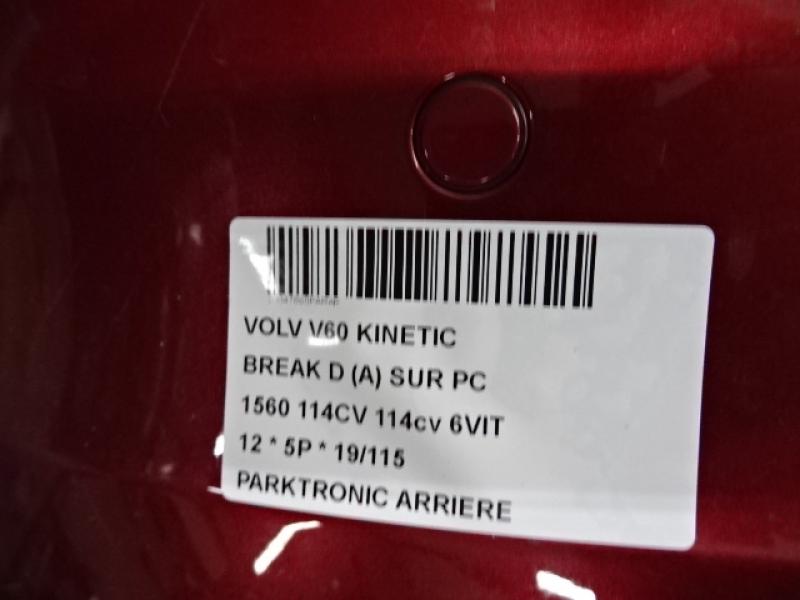 VOLV V60 KINETIC
BREAK D (A) SUR PC
1560 114CV 114cv 6VIT
12 * 5P * 19/115
PARKTRONIC ARRIERE